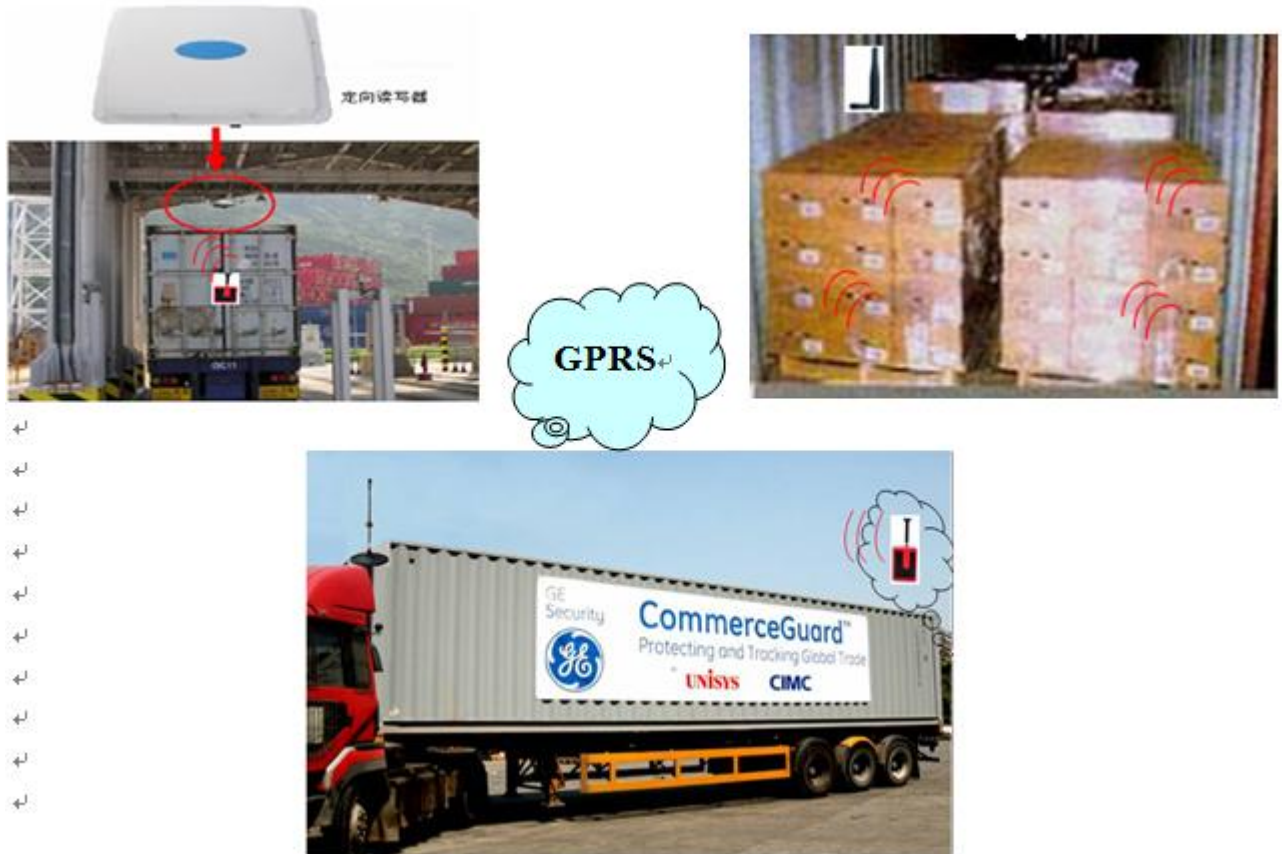 定向读写器
GPRS
GE
Security
CommerceGuard™
Protecting and Tracking Global Trade
UNISYS
CIMC